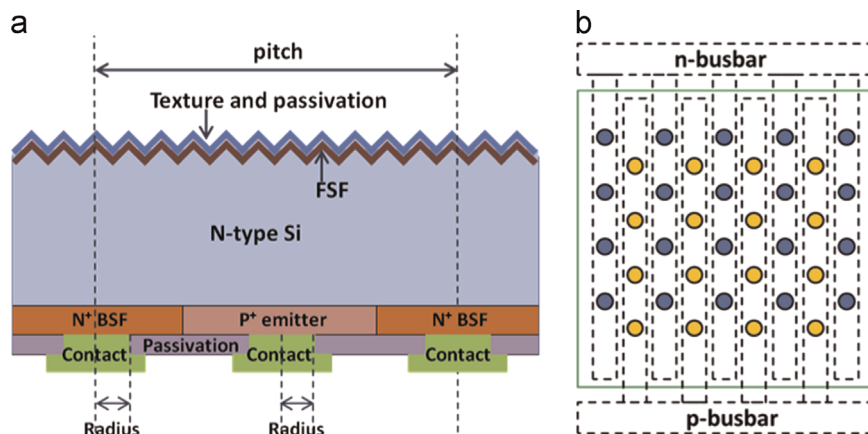 a
pitch
Texture and passivation
FSF
N-type Si
N+ BSF
P+ emitter
N+ BSF
Passivation
Contact
Contact
Contact
Radius
Radius
b
n-busbar
p-busbar